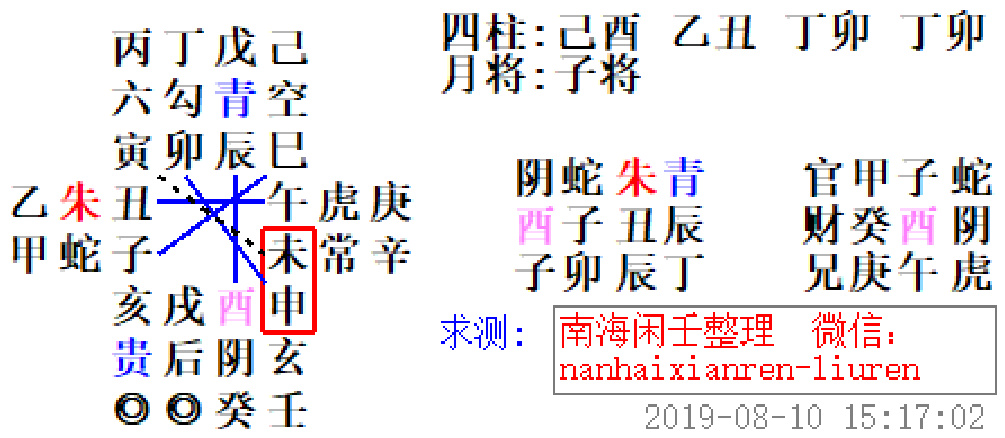 丙丁戊己
六勾青空
寅卯辰巳
乙朱丑 午虎庚
甲蛇子 未常辛
亥戌酉申
贵后阴玄
◎◎癸壬
四柱:己酉 乙丑 丁卯 丁卯
月将:子将
阴蛇朱青 官甲子蛇
酉子丑辰 财癸酉阴
子卯辰丁 兄庚午虎
求测: 南海闲壬整理 微信:
nanhaixianren-liuren
2019-08-10 15:17:02